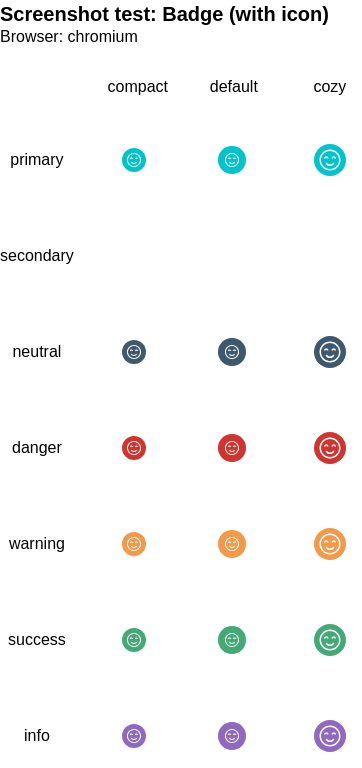 Screenshot test: Badge (with icon)
Browser: chromium
compact default cozy
primary
secondary
neutral
danger
warning
success
info